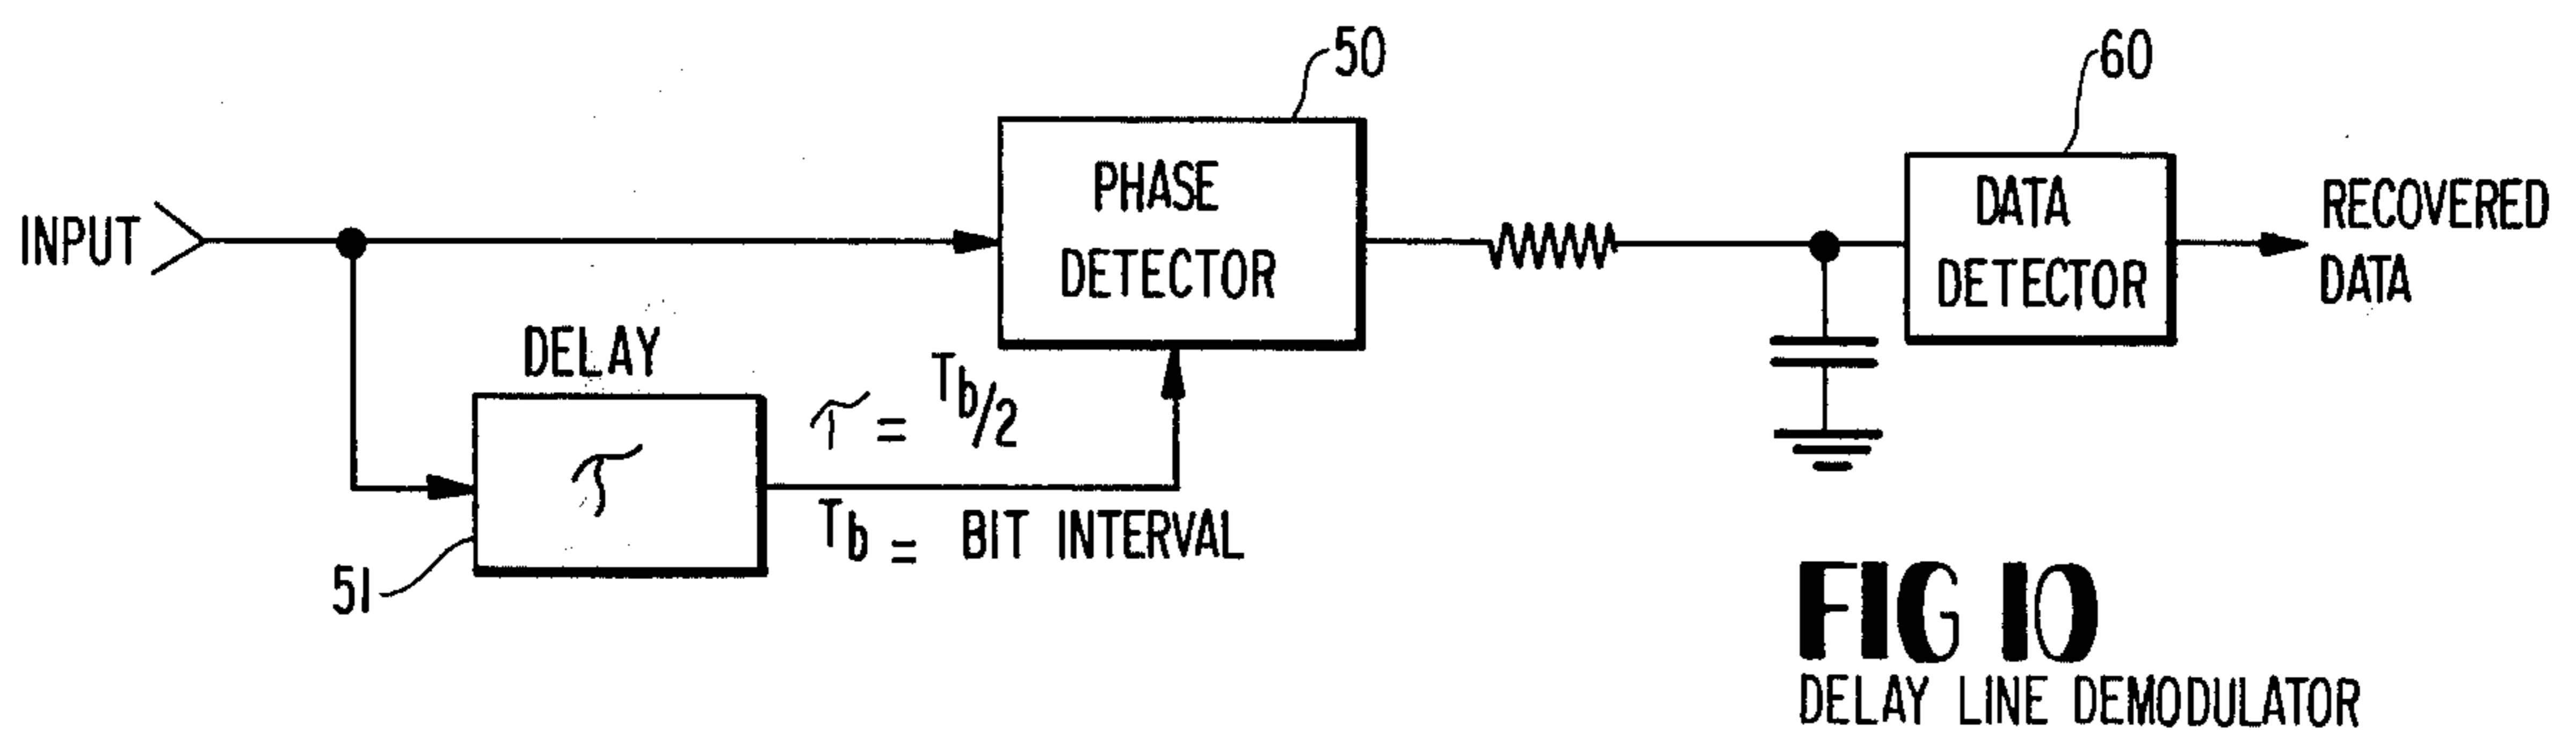 50
60
INPUT
PHASE
DETECTOR
DATA
DETECTOR
RECOVERED
DATA
DELAY
τ
τ = Tb/2
Tb = BIT INTERVAL
51
FIG 10
DELAY LINE DEMODULATOR